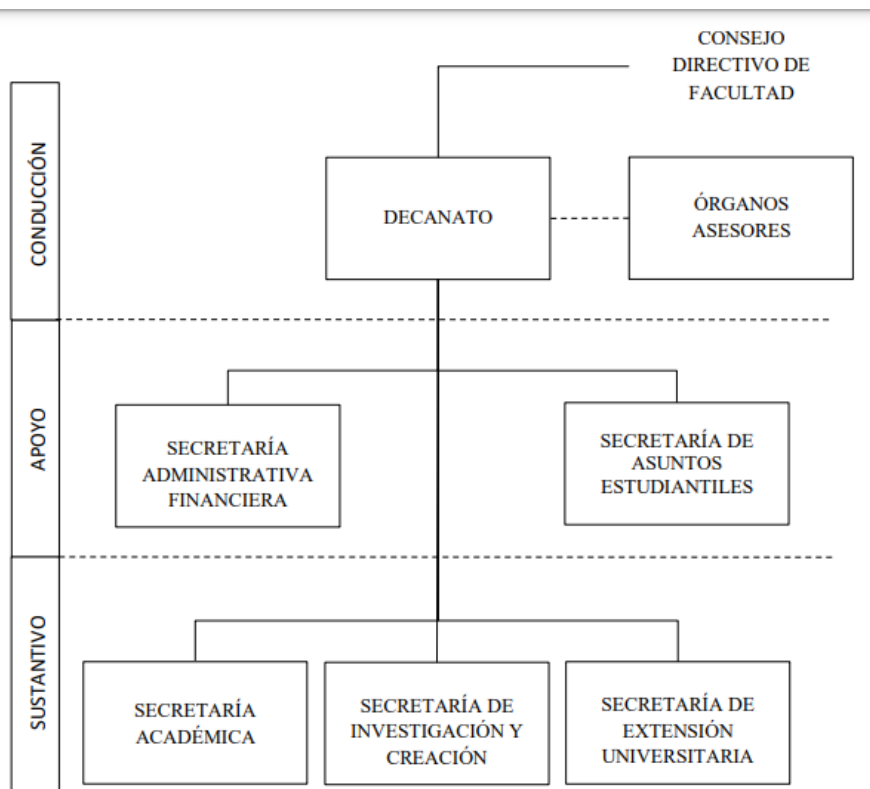 CONSEJO
DIRECTIVO DE
FACULTAD
CONDUCCIÓN
DECANATO
ÓRGANOS
ASESORES
APOYO
SECRETARÍA
ADMINISTRATIVA
FINANCIERA
SECRETARÍA DE
ASUNTOS
ESTUDIANTILES
SUSTANTIVO
SECRETARÍA
ACADÉMICA
SECRETARÍA DE
INVESTIGACIÓN Y
CREACIÓN
SECRETARÍA DE
EXTENSIÓN
UNIVERSITARIA